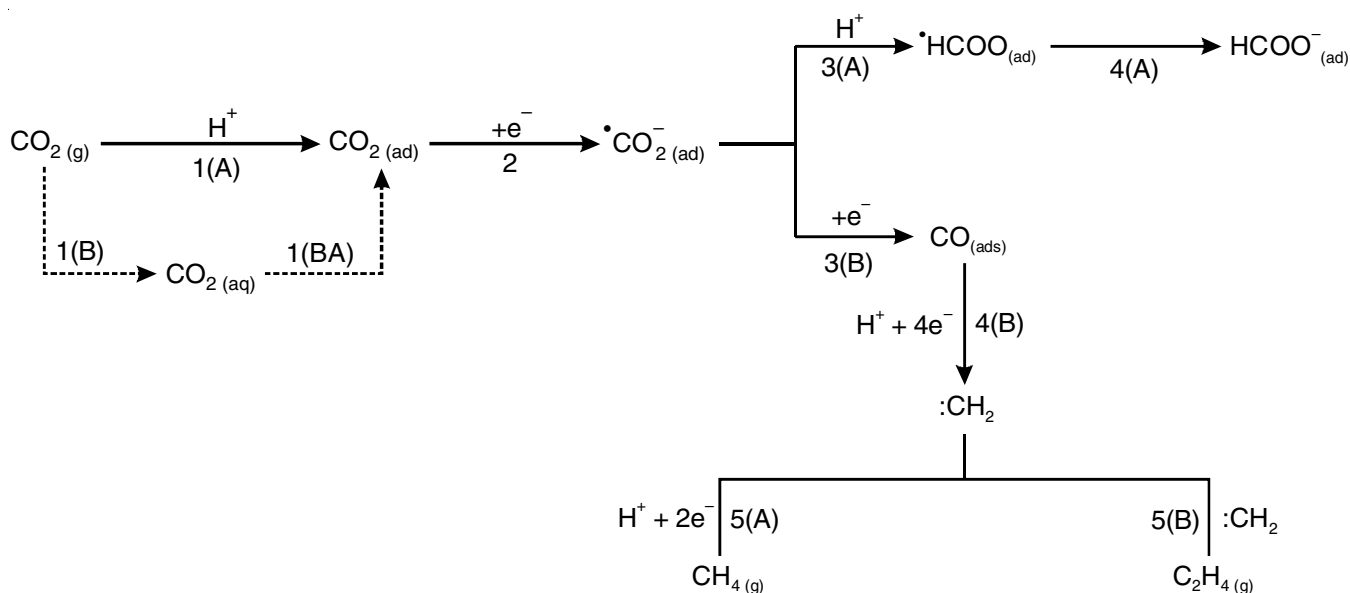 H⁺
3(A)
•HCOO(ad)
4(A)
HCOO⁻(ad)
CO₂ (g)
H⁺
1(A)
CO₂ (ad)
+e⁻
2
•CO₂⁻ (ad)
1(B)
CO₂ (aq)
1(BA)
+e⁻
3(B)
CO(ads)
H⁺ + 4e⁻
4(B)
:CH₂
H⁺ + 2e⁻
5(A)
5(B)
:CH₂
CH₄ (g)
C₂H₄ (g)